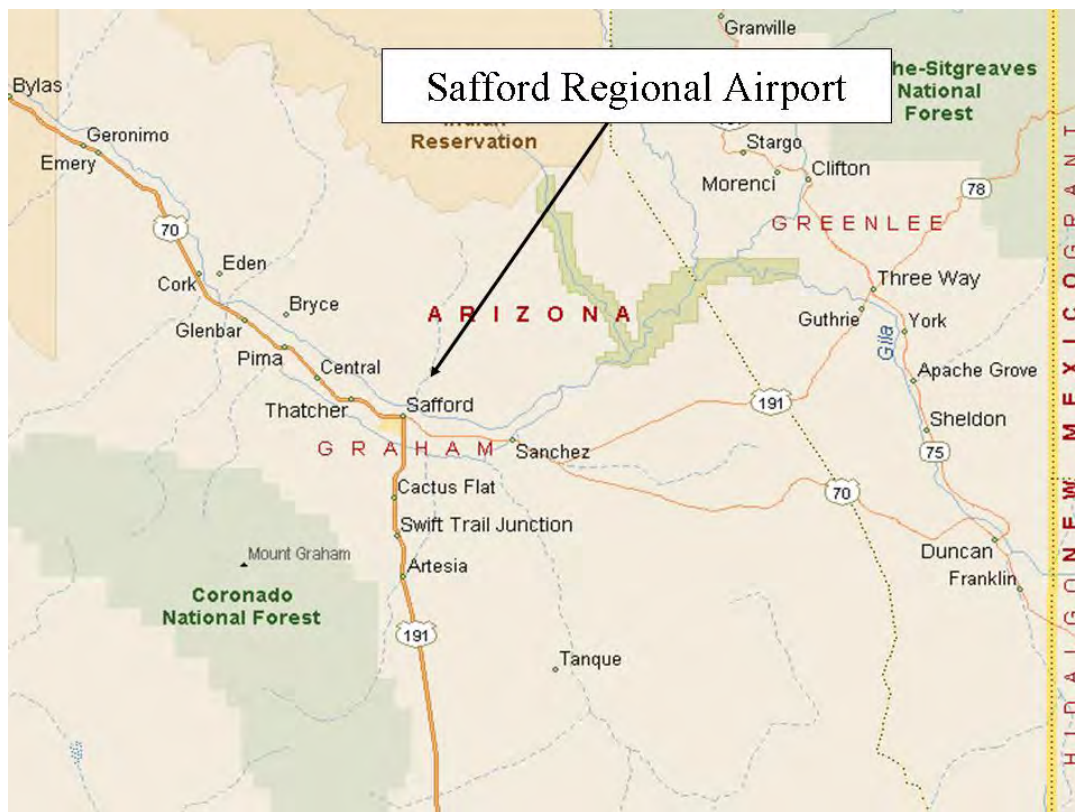 Granville
Safford Regional Airport
he-Sitgreaves
National
Forest
Bylas
Geronimo
Emery
Reservation
Stargo
Clifton
Morenci
78
GREENLEE
70
Eden
Cork
Three Way
Bryce
ARIZONA
Guthrie
York
Gila
Glenbar
Pima
Central
Apache Grove
Thatcher
Safford
191
Sheldon
GRAHAM
Sanchez
75
Cactus Flat
70
Swift Trail Junction
Mount Graham
Duncan
Artesia
Franklin
Coronado
National Forest
191
Tanque
GRANT
NEW MEXICO
HIDALGO